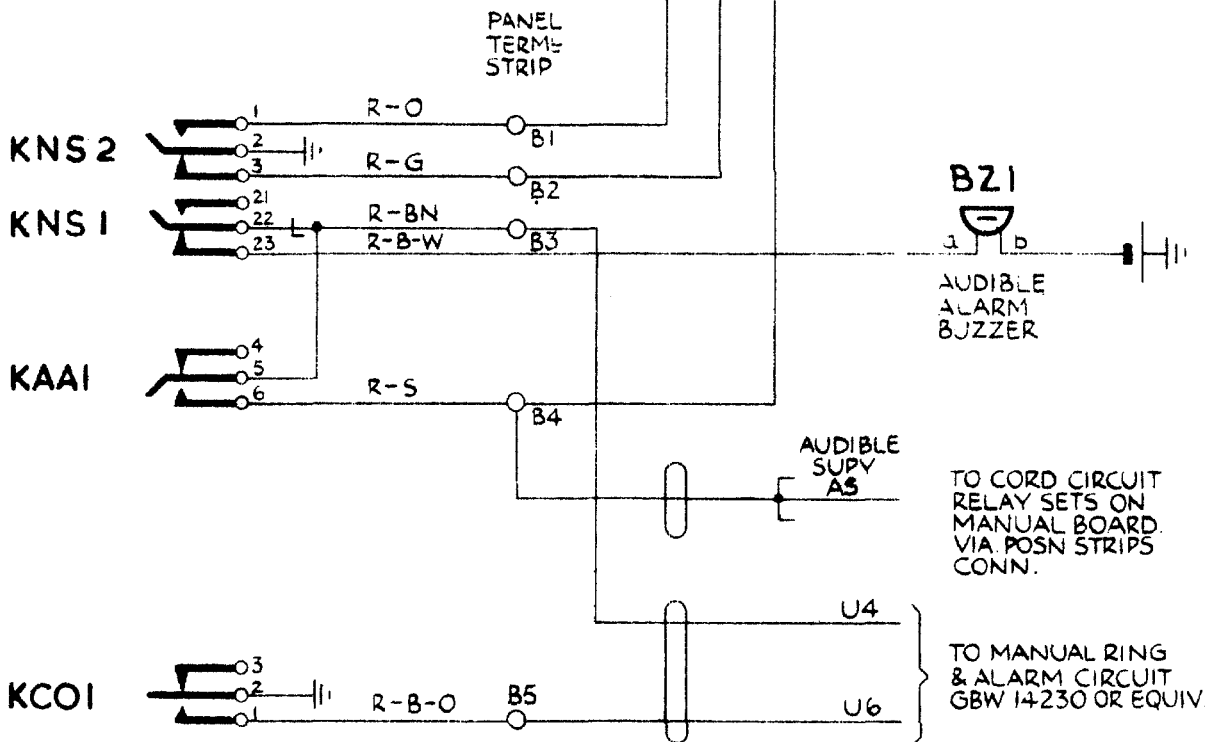 PANEL
TERMS
STRIP
KNS 2
1
2
3
R-O
R-G
B1
B2
KNS 1
21
22
23
L
R-BN
R-B-W
B3
BZ1
a
b
AUDIBLE
ALARM
BUZZER
KAA1
4
5
6
R-S
B4
AUDIBLE
SUPY
AS
TO CORD CIRCUIT
RELAY SETS ON
MANUAL BOARD.
VIA POSN STRIPS
CONN.
U4
TO MANUAL RING
& ALARM CIRCUIT
GBW 14230 OR EQUIV.
KCO1
3
2
1
R-B-O
B5
U6